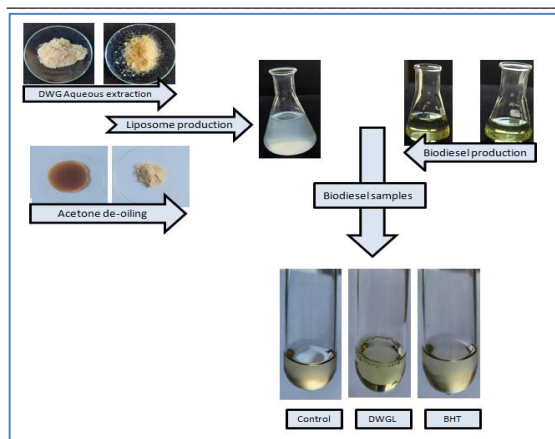 DWG Aqueous extraction
Liposome production
Biodiesel production
Acetone de-oiling
Biodiesel samples
Control
DWGL
BHT